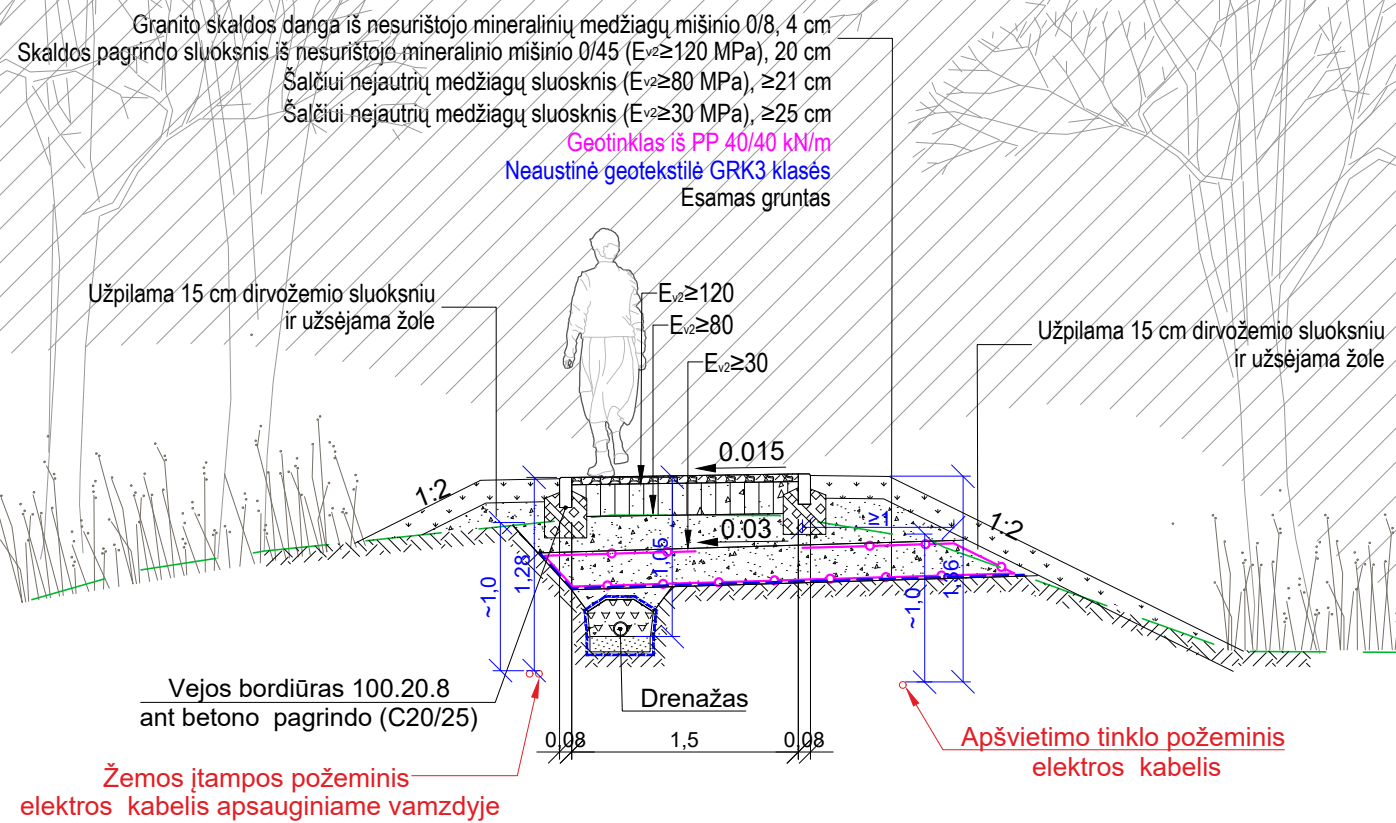 Granito skaldos danga iš nesurištojo mineralinių medžiagų mišinio 0/8, 4 cm
Skaldos pagrindo sluoksnis iš nesurištojo mineralinio mišinio 0/45 (Ev2≥120 MPa), 20 cm
Šalčiui nejautrių medžiagų sluosknis (Ev2≥80 MPa), ≥21 cm
Šalčiui nejautrių medžiagų sluosknis (Ev2≥30 MPa), ≥25 cm
Geotinklas iš PP 40/40 kN/m
Neaustinė geotekstilė GRK3 klasės
Esamas gruntas
Užpilama 15 cm dirvožemio sluoksniu
ir užsėjama žole
Ev2≥120
Ev2≥80
Ev2≥30
Užpilama 15 cm dirvožemio sluoksniu
ir užsėjama žole
0.015
1:2
≥1
1:2
0.03
~1,0
1,28
1,05
~1,0
1,36
Vejos bordiūras 100.20.8
ant betono pagrindo (C20/25)
Drenažas
0,08
1,5
0,08
Apšvietimo tinklo požeminis
elektros kabelis
Žemos įtampos požeminis
elektros kabelis apsauginiame vamzdyje